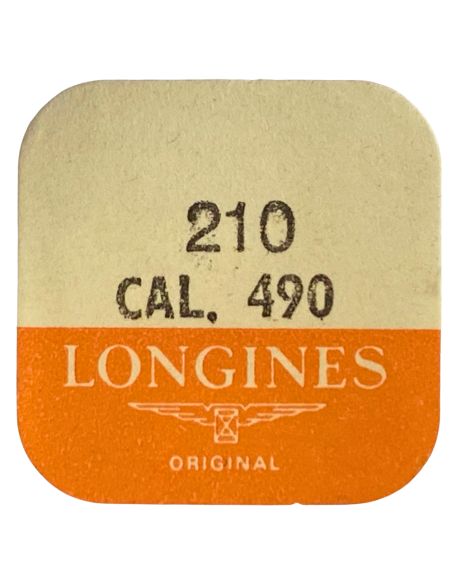 210
CAL. 490
LONGINES
ORIGINAL